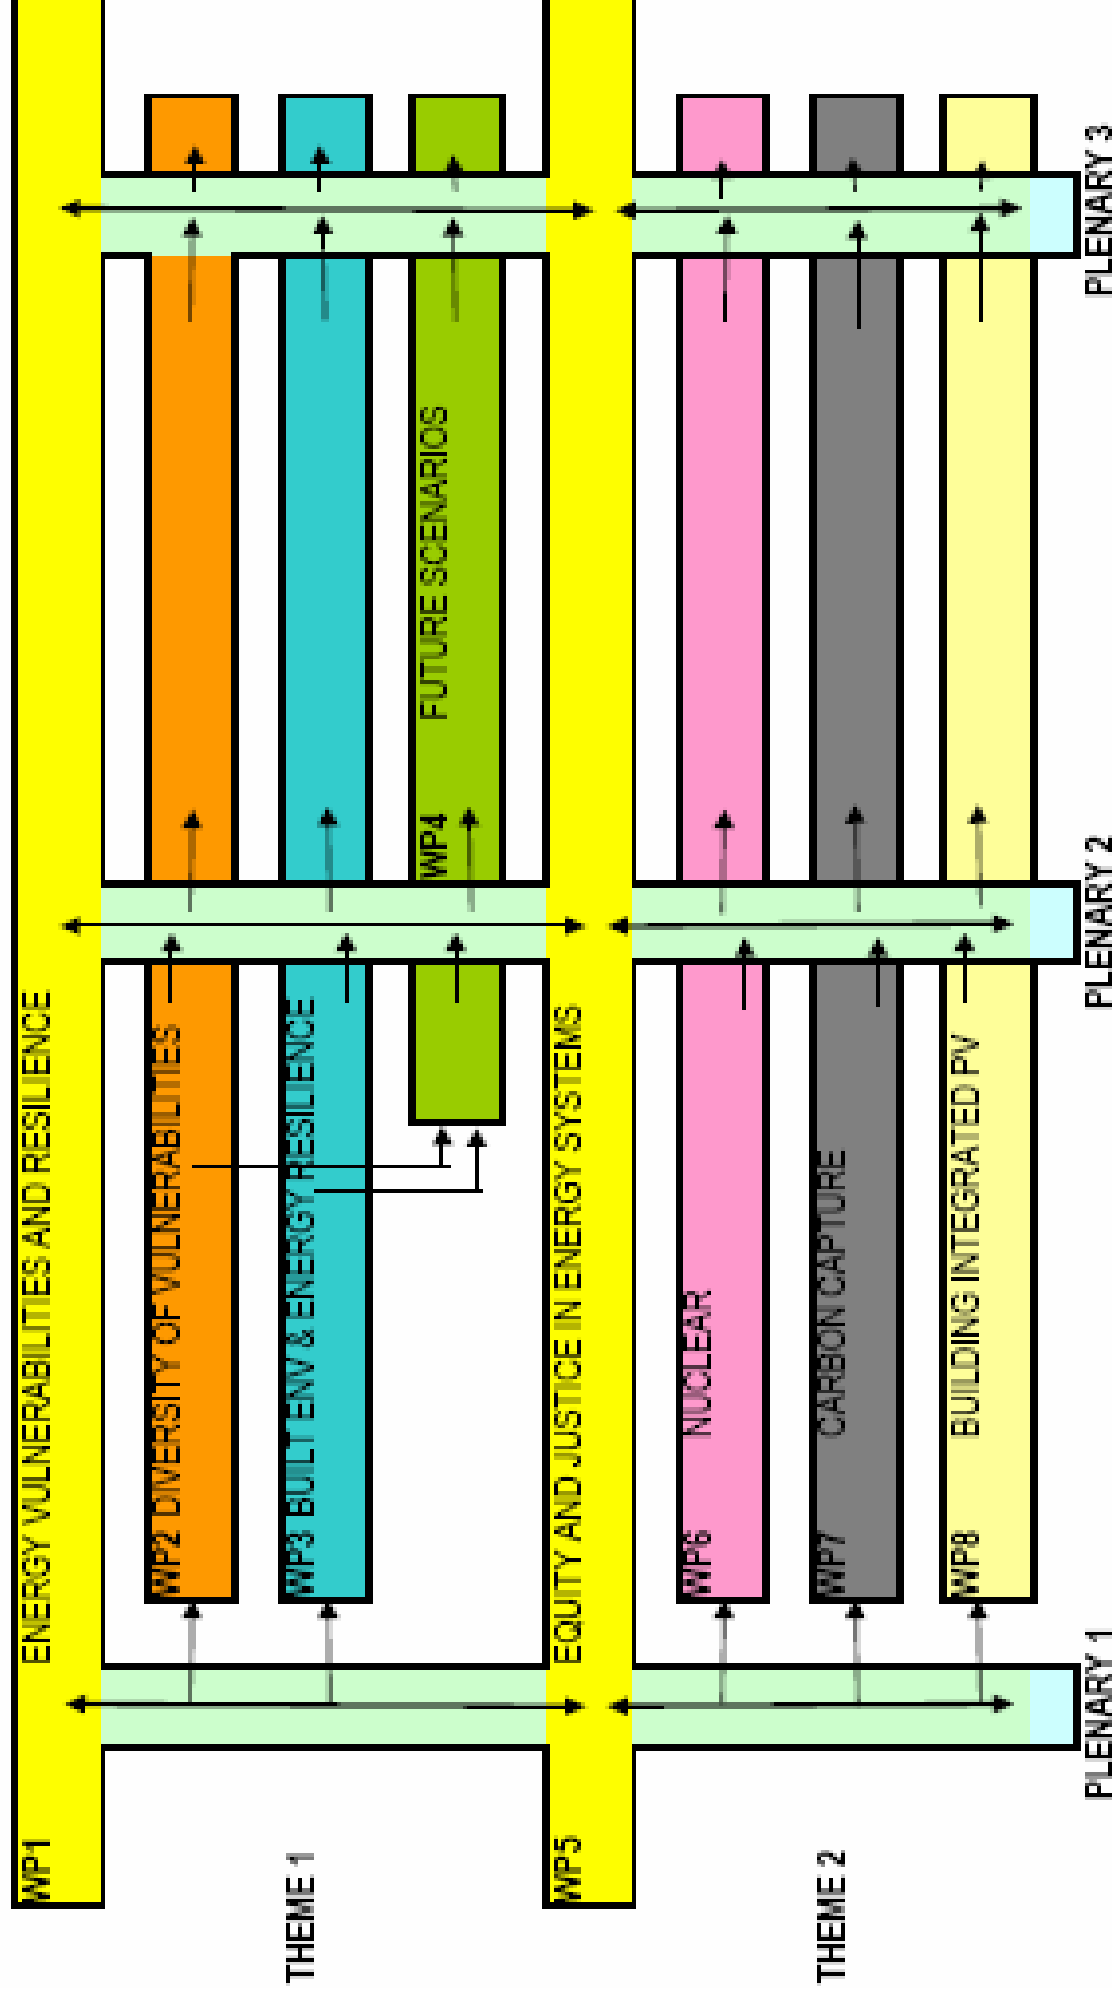 WP1 ENERGY VULNERABILITIES AND RESILIENCE
WP2 DIVERSITY OF VULNERABILITIES
THEME 1
WP3 BUILT ENV & ENERGY RESILIENCE
WP4 FUTURE SCENARIOS
WP5 EQUITY AND JUSTICE IN ENERGY SYSTEMS
WP6 NUCLEAR
THEME 2
WP7 CARBON CAPTURE
WP8 BUILDING INTEGRATED PV
PLENARY 1
PLENARY 2
PLENARY 3